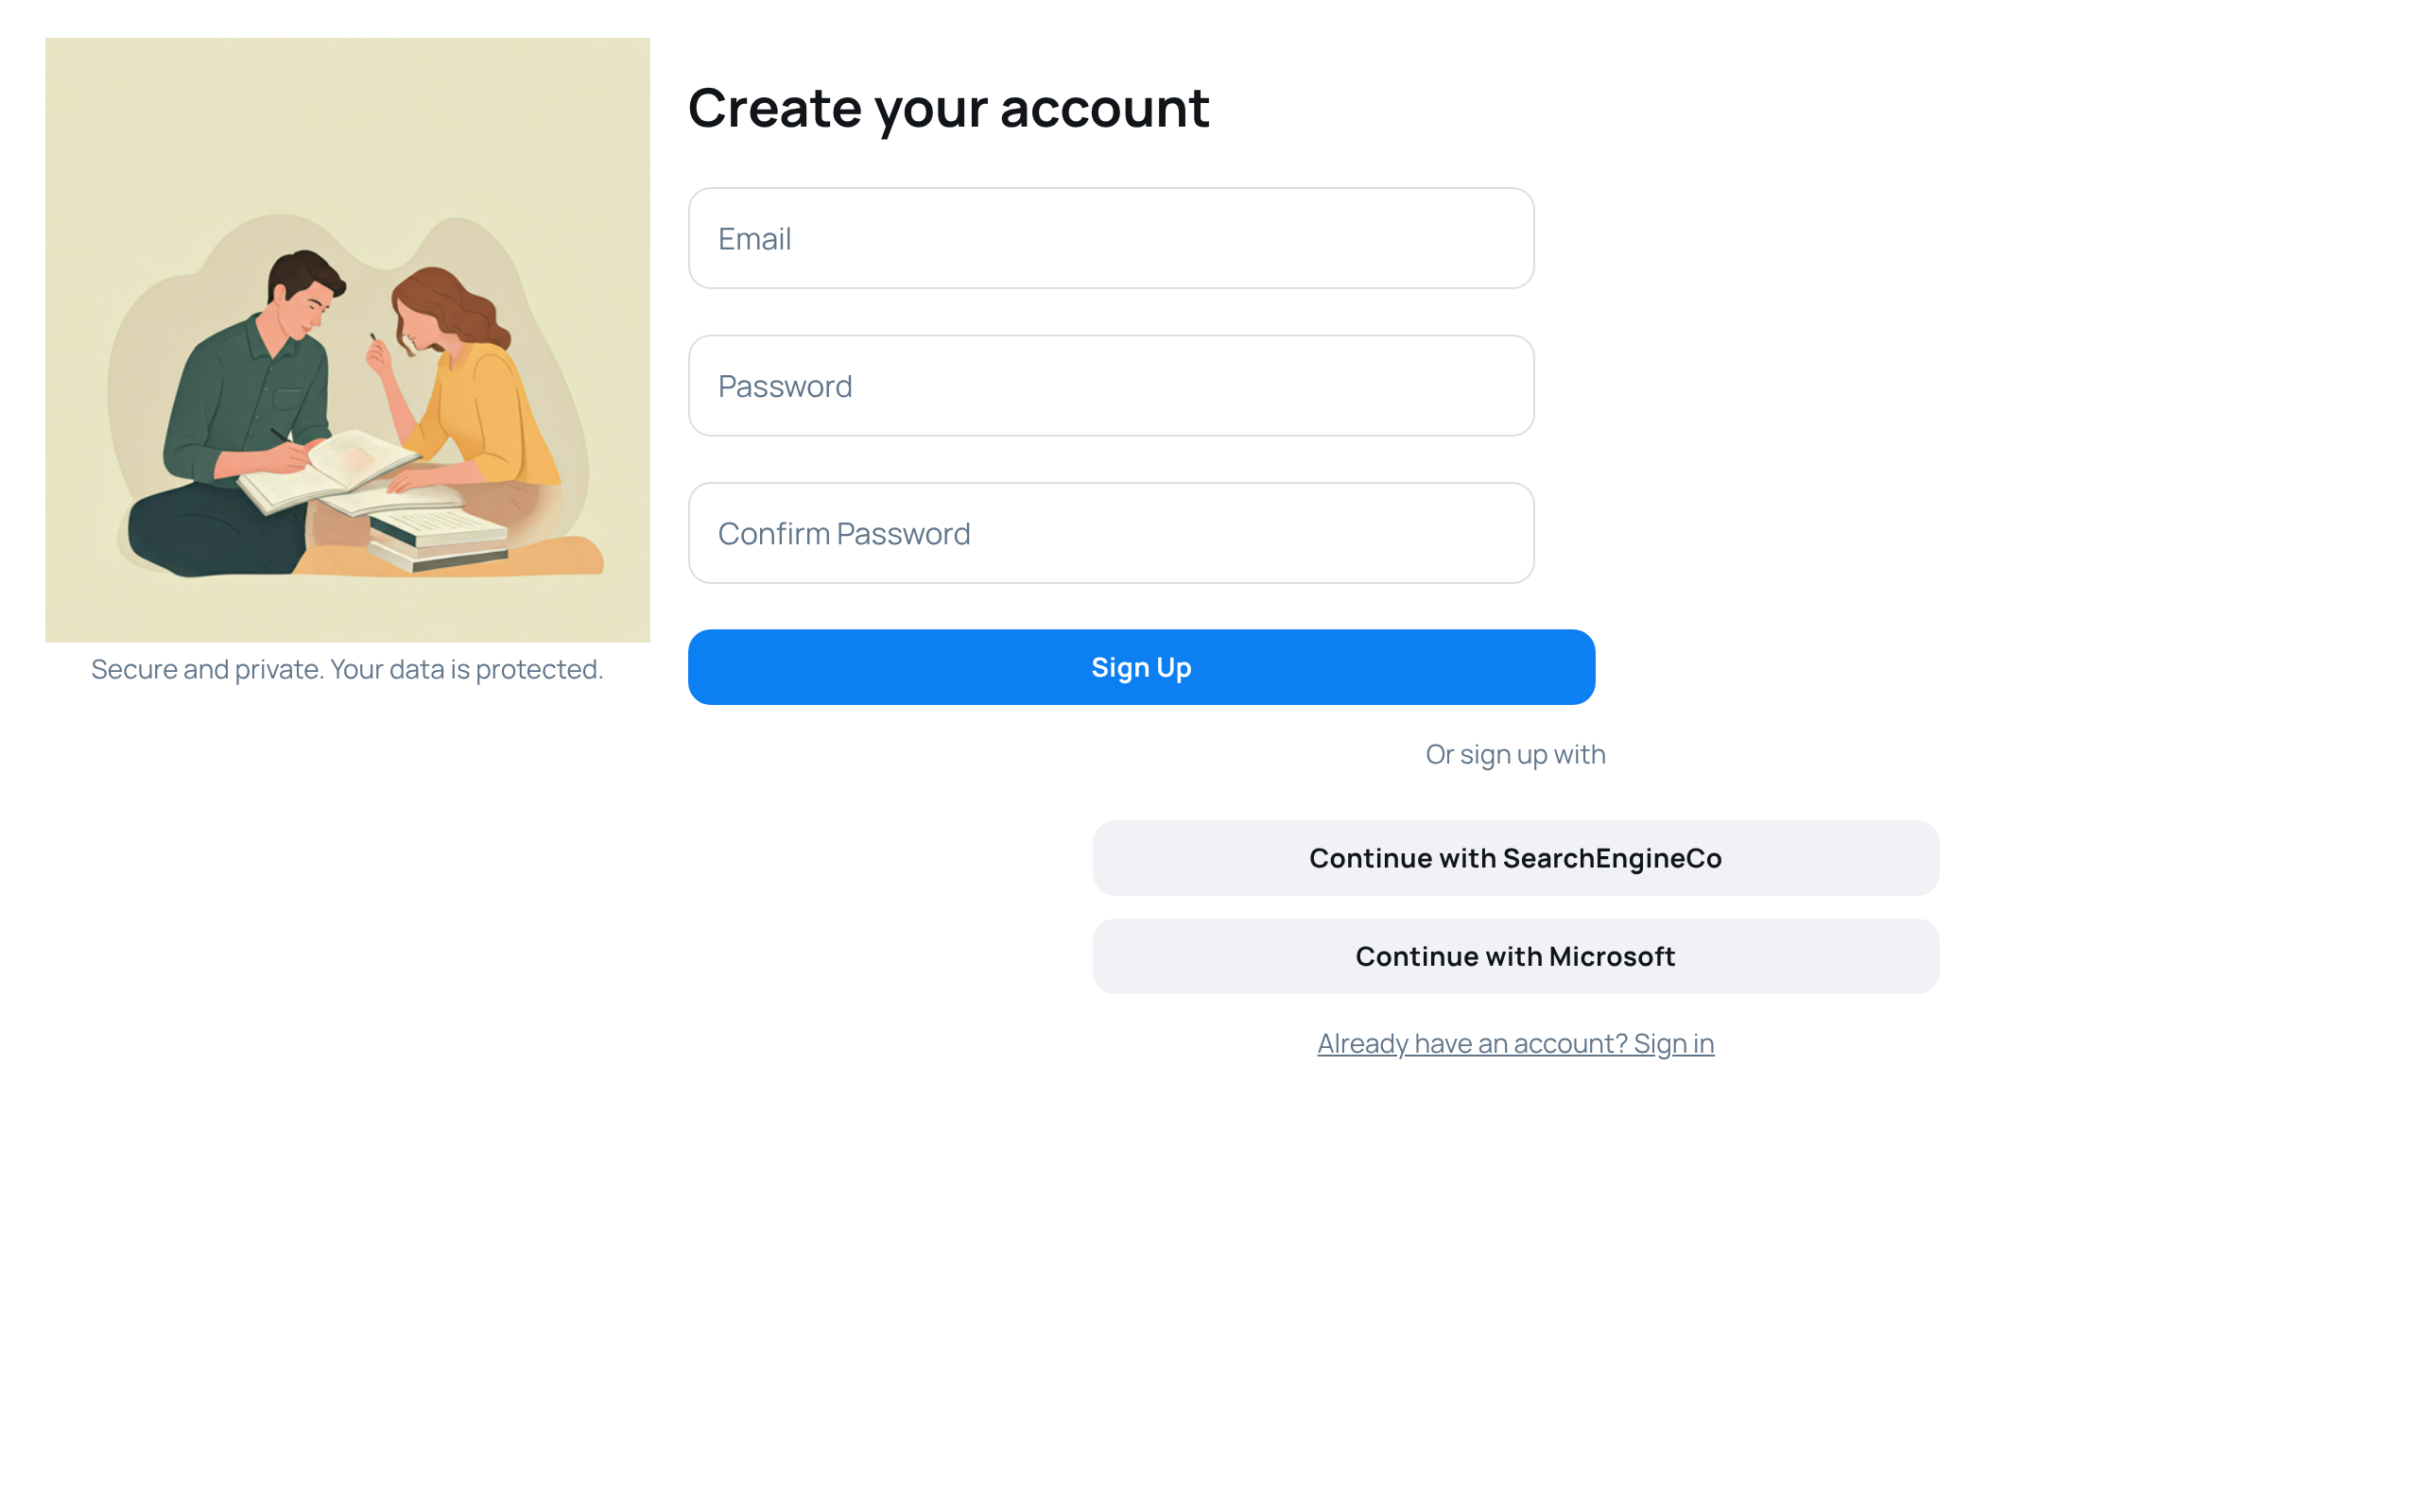 Create your account
Email
Password
Confirm Password
Sign Up
Secure and private. Your data is protected.
Or sign up with
Continue with SearchEngineCo
Continue with Microsoft
Already have an account? Sign in